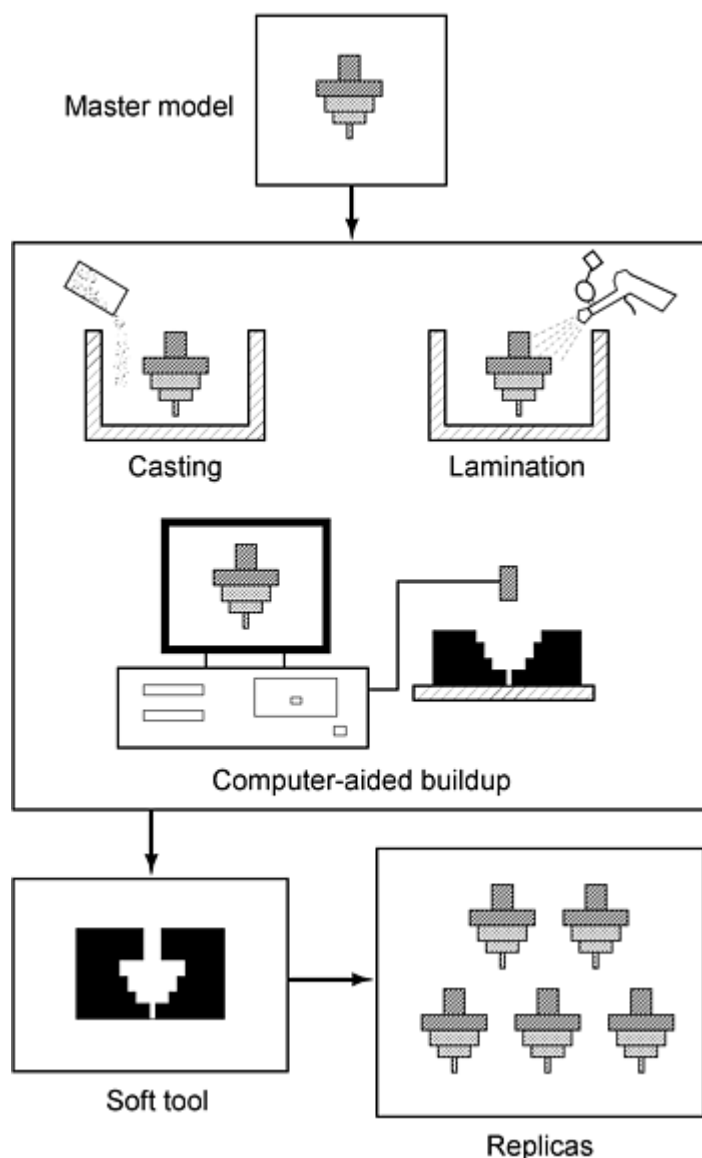 Master model
Casting
Lamination
Computer-aided buildup
Soft tool
Replicas